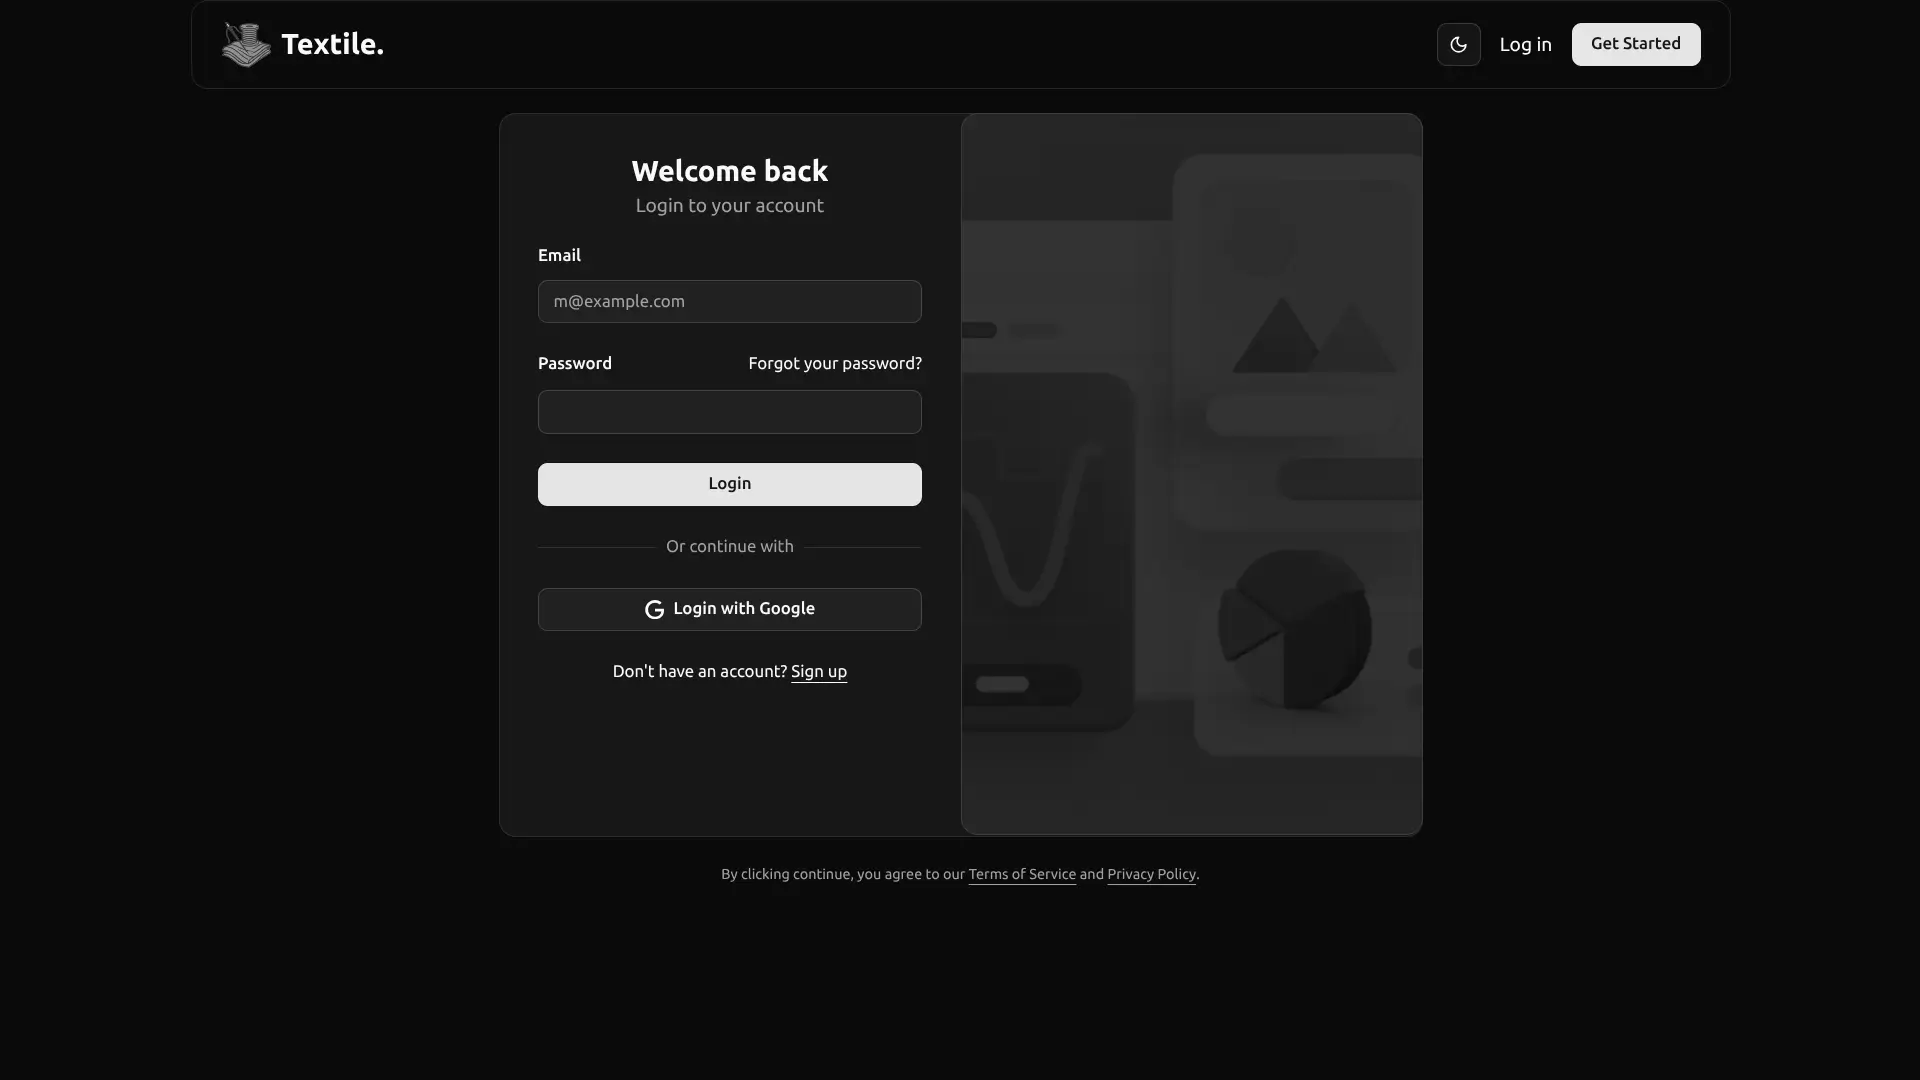 Textile.
Log in
Get Started
Welcome back
Login to your account
Email
m@example.com
Password
Forgot your password?
Login
Or continue with
Login with Google
Don't have an account? Sign up
By clicking continue, you agree to our Terms of Service and Privacy Policy.